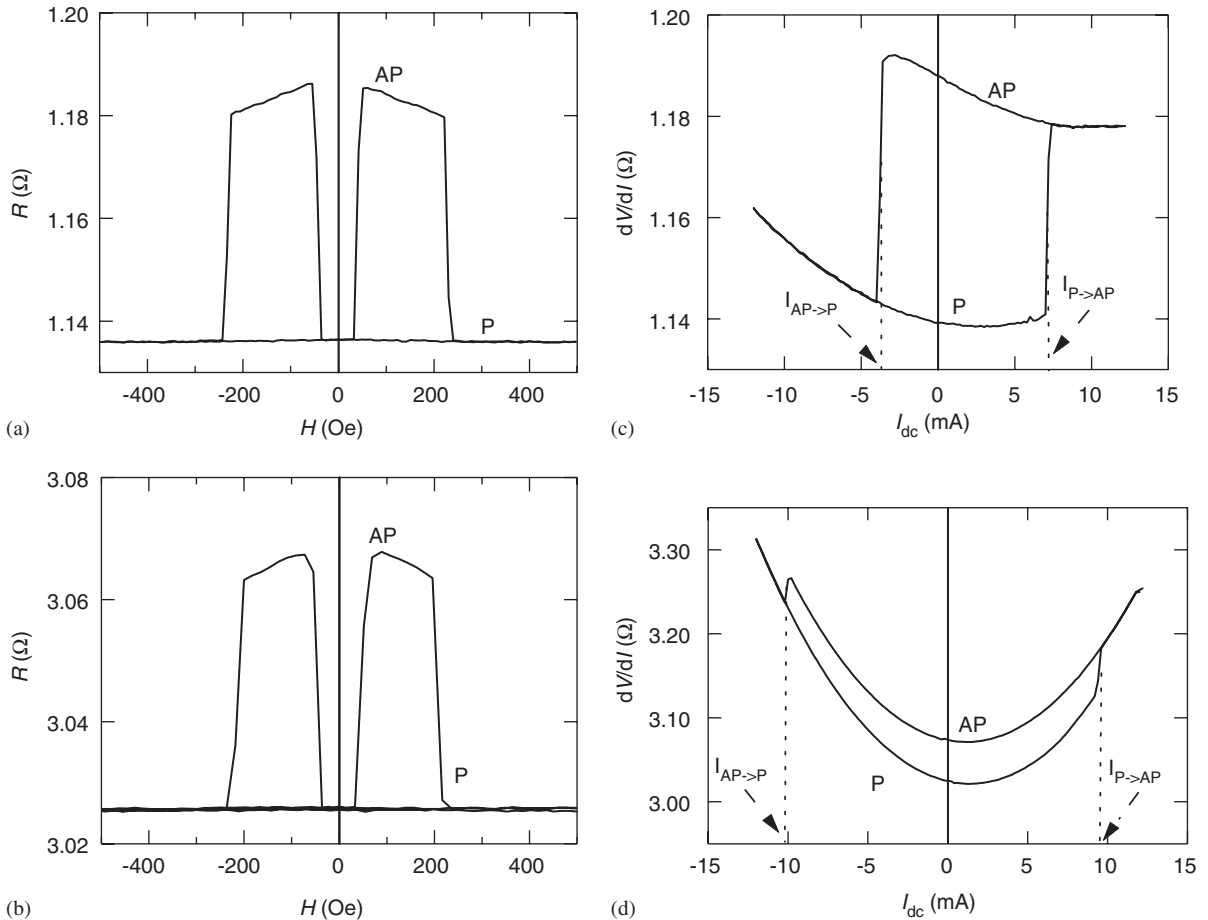 1.20
1.18
1.16
1.14
R (Ω)
AP
P
-400
-200
0
200
400
H (Oe)
(a)
1.20
1.20
1.18
1.16
1.14
dV/dI (Ω)
AP
P
I_AP->P
I_P->AP
-15
-10
-5
0
5
10
15
I_dc (mA)
(c)
3.08
3.06
3.04
3.02
R (Ω)
AP
P
-400
-200
0
200
400
H (Oe)
(b)
3.30
3.20
3.10
3.00
dV/dI (Ω)
AP
P
I_AP->P
I_P->AP
-15
-10
-5
0
5
10
15
I_dc (mA)
(d)